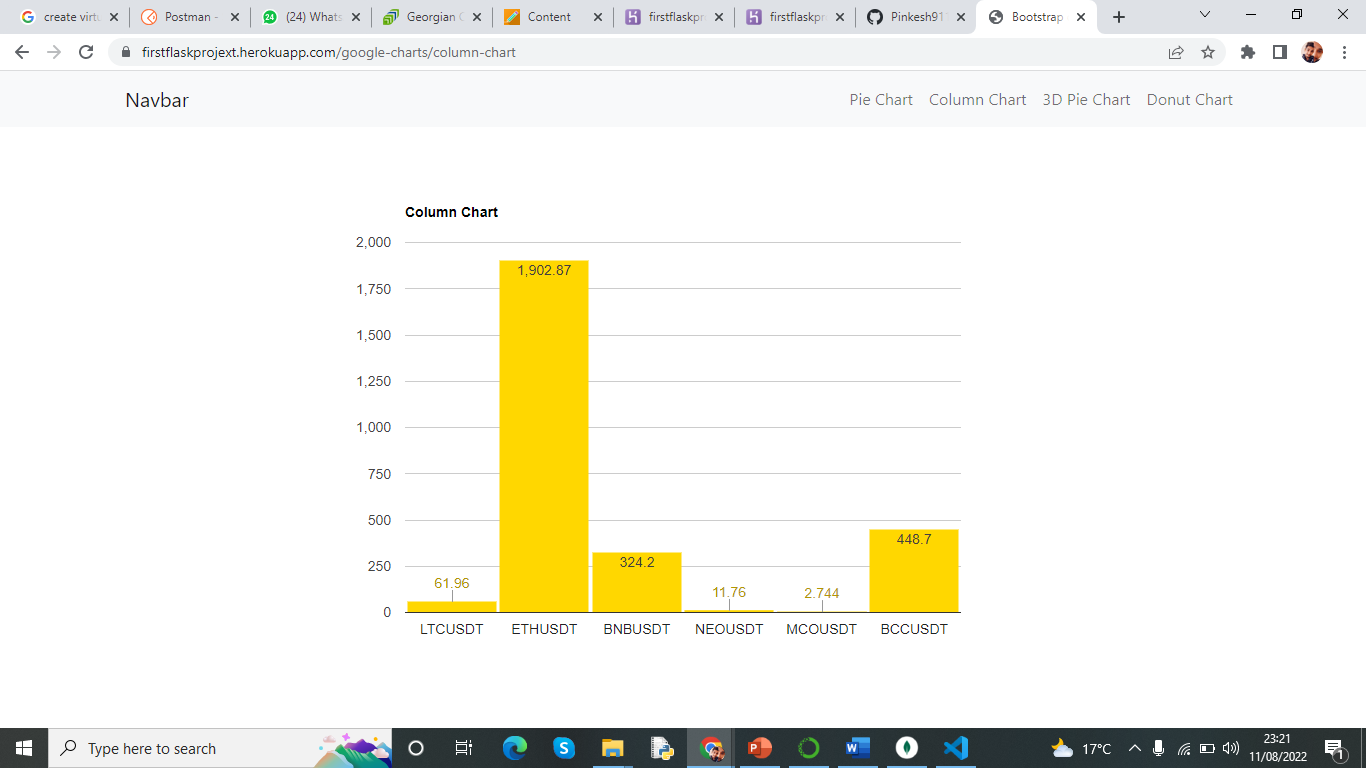 create virtu
Postman -
(24) Whats
Georgian C
Content
firstflaskpro
firstflaskpr
Pinkesh91
Bootstrap
firstflaskprojext.herokuapp.com/google-charts/column-chart
Navbar
Pie Chart
Column Chart
3D Pie Chart
Donut Chart
Column Chart
2,000
1,750
1,500
1,250
1,000
750
500
250
0
61.96
1,902.87
324.2
11.76
2.744
448.7
LTCUSDT
ETHUSDT
BNBUSDT
NEOUSDT
MCOUSDT
BCCUSDT
Type here to search
17°C
23:21
11/08/2022
1